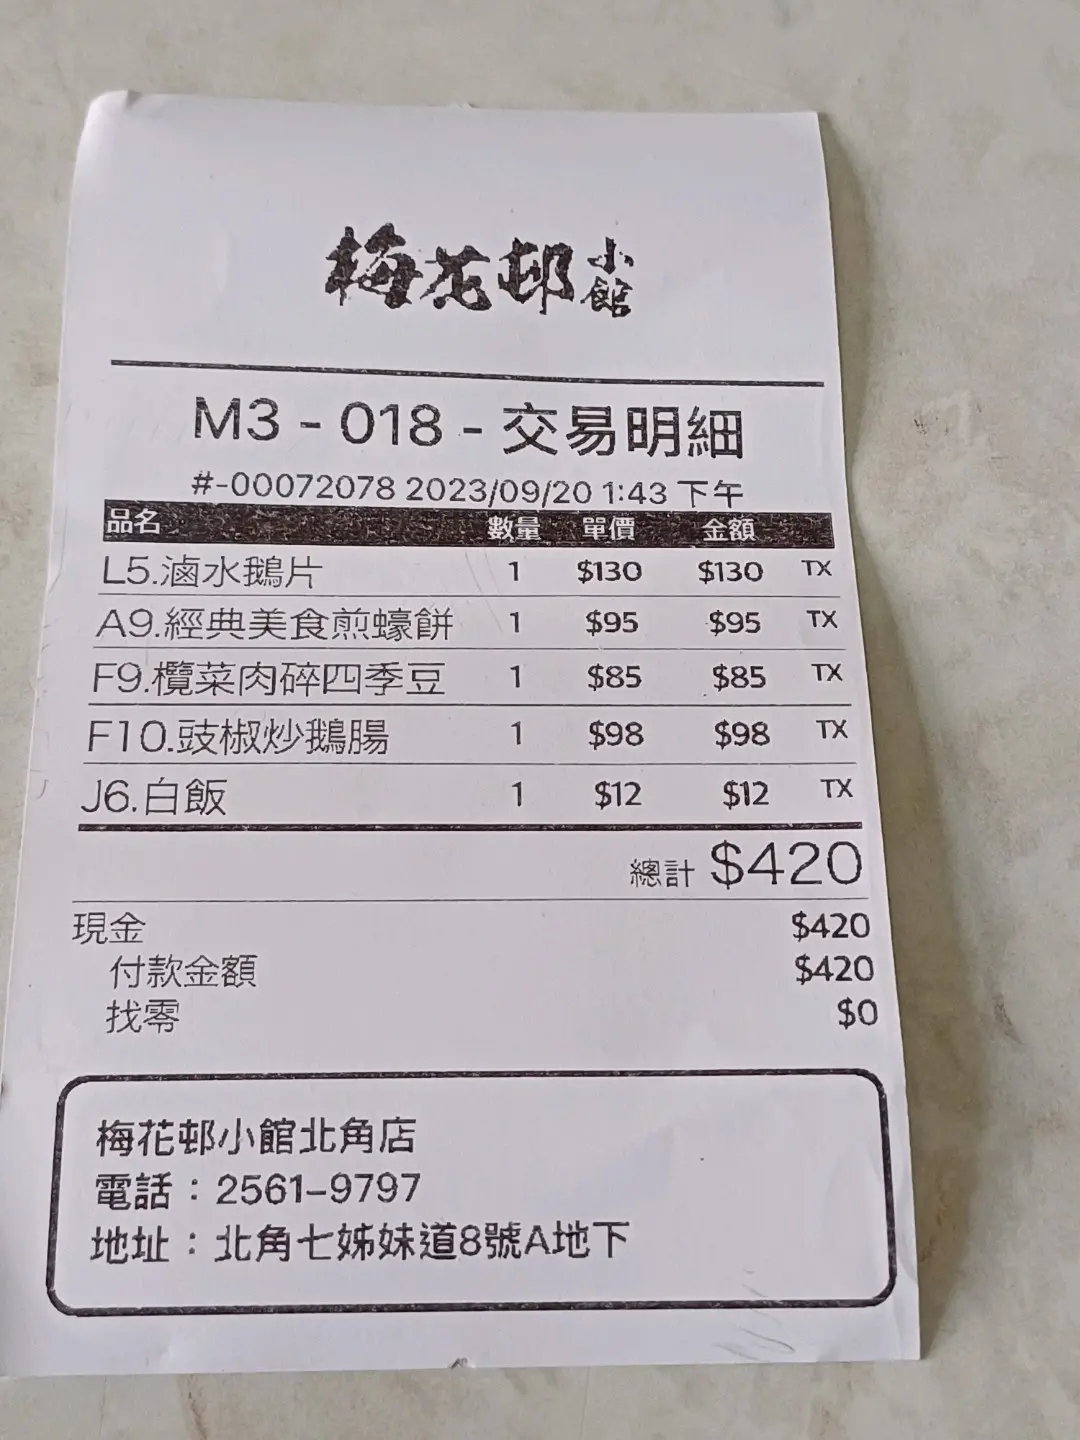 梅花邨小館
M3 - 018 - 交易明細
#-00072078 2023/09/20 1:43 下午
品名 數量 單價 金額
L5.滷水鵝片 1 $130 $130 TX
A9.經典美食煎蠔餅 1 $95 $95 TX
F9.欖菜肉碎四季豆 1 $85 $85 TX
F10.豉椒炒鵝腸 1 $98 $98 TX
J6.白飯 1 $12 $12 TX
總計 $420
現金 $420
付款金額 $420
找零 $0
梅花邨小館北角店
電話：2561-9797
地址：北角七姊妹道8號A地下